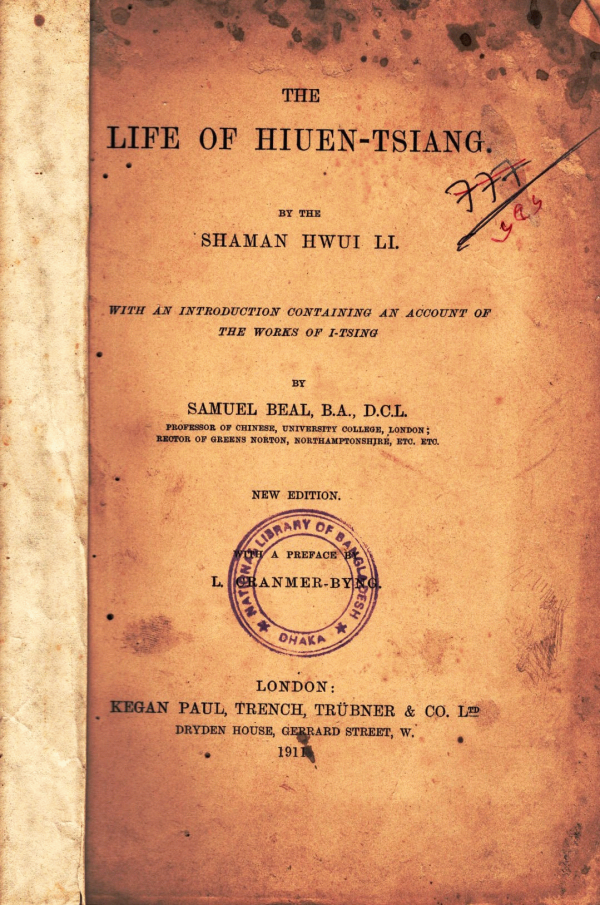 THE
LIFE OF HIUEN-TSIANG.
777
BY THE
SHAMAN HWUI LI.
WITH AN INTRODUCTION CONTAINING AN ACCOUNT OF
THE WORKS OF I-TSING
BY
SAMUEL BEAL, B.A., D.C.L.
PROFESSOR OF CHINESE, UNIVERSITY COLLEGE, LONDON;
RECTOR OF GREENS NORTON, NORTHAMPTONSHIRE, ETC. ETC.
NEW EDITION.
WITH A PREFACE BY
L. CRANMER-BYNG.
NATIONAL LIBRARY OF BANGLADESH
DHAKA
LONDON:
KEGAN PAUL, TRENCH, TRÜBNER & CO. LTD
DRYDEN HOUSE, GERRARD STREET, W.
1911